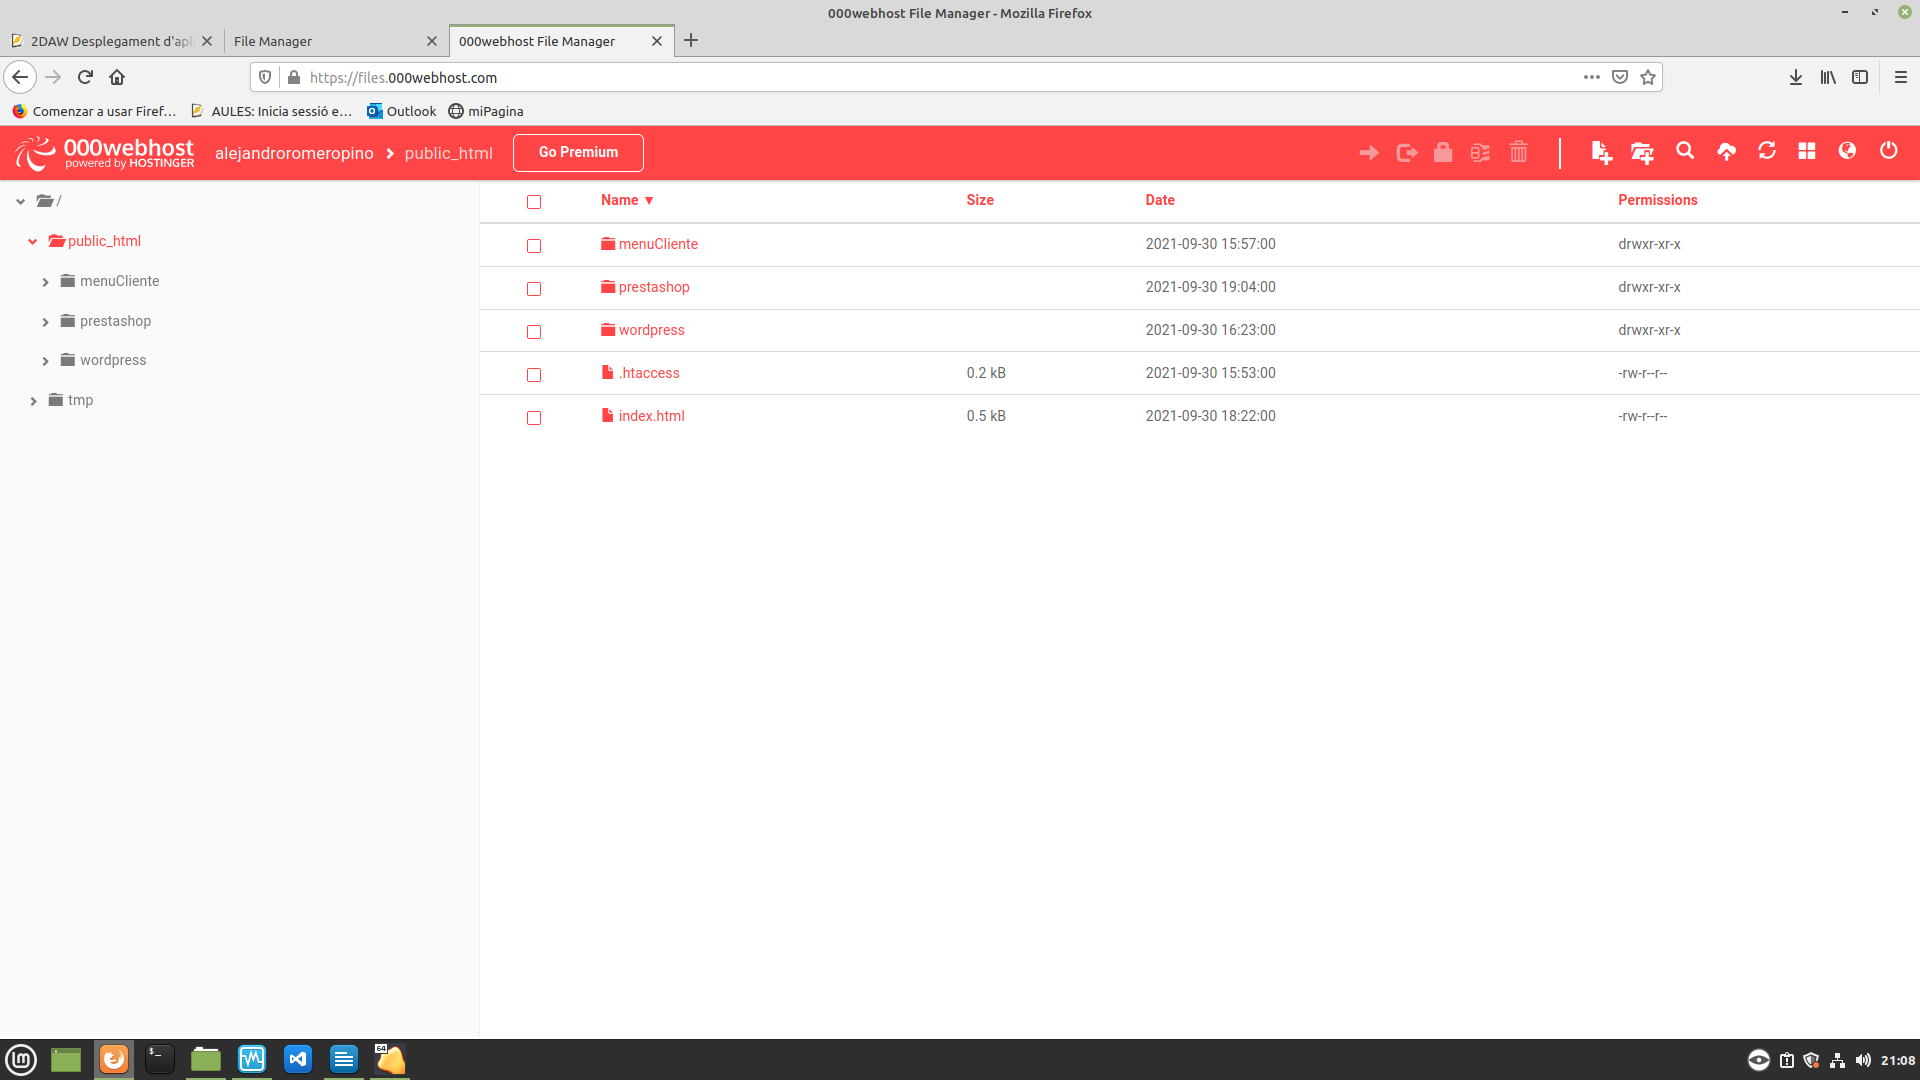 000webhost File Manager - Mozilla Firefox
2DAW Desplegament d'apl
File Manager
000webhost File Manager
https://files.000webhost.com
Comenzar a usar Firef…
AULES: Inicia sessió e…
Outlook
miPagina
000webhost
powered by HOSTINGER
alejandroromeropino
public_html
Go Premium
/
public_html
menuCliente
prestashop
wordpress
tmp
Name ▼ Size Date Permissions
menuCliente 2021-09-30 15:57:00 drwxr-xr-x
prestashop 2021-09-30 19:04:00 drwxr-xr-x
wordpress 2021-09-30 16:23:00 drwxr-xr-x
.htaccess 0.2 kB 2021-09-30 15:53:00 -rw-r--r--
index.html 0.5 kB 2021-09-30 18:22:00 -rw-r--r--
lm
$_
64
21:08